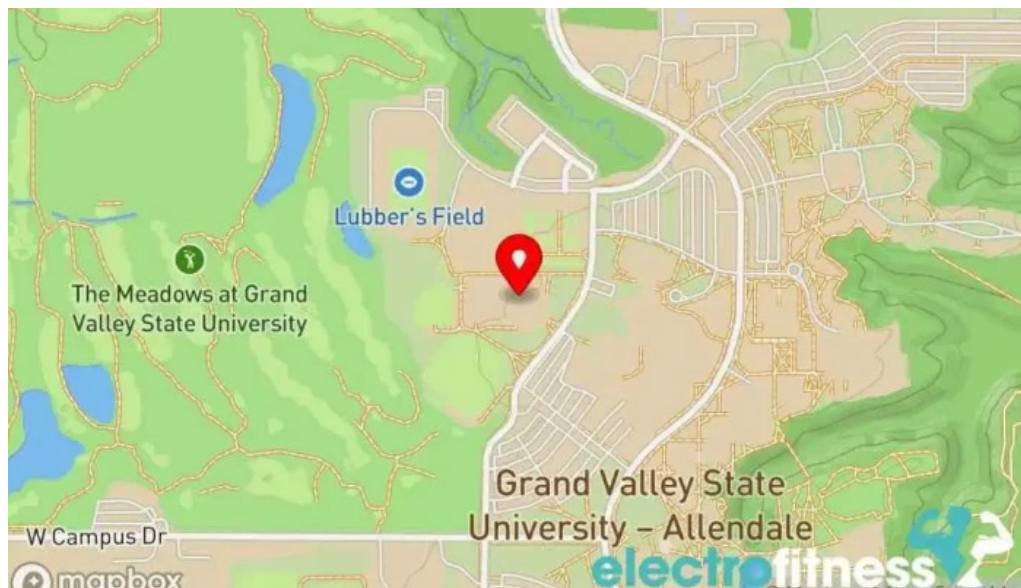 Lubber's Field
The Meadows at Grand
Valley State University
Grand Valley State
University – Allendale
W Campus Dr
electrofitness
mapbox